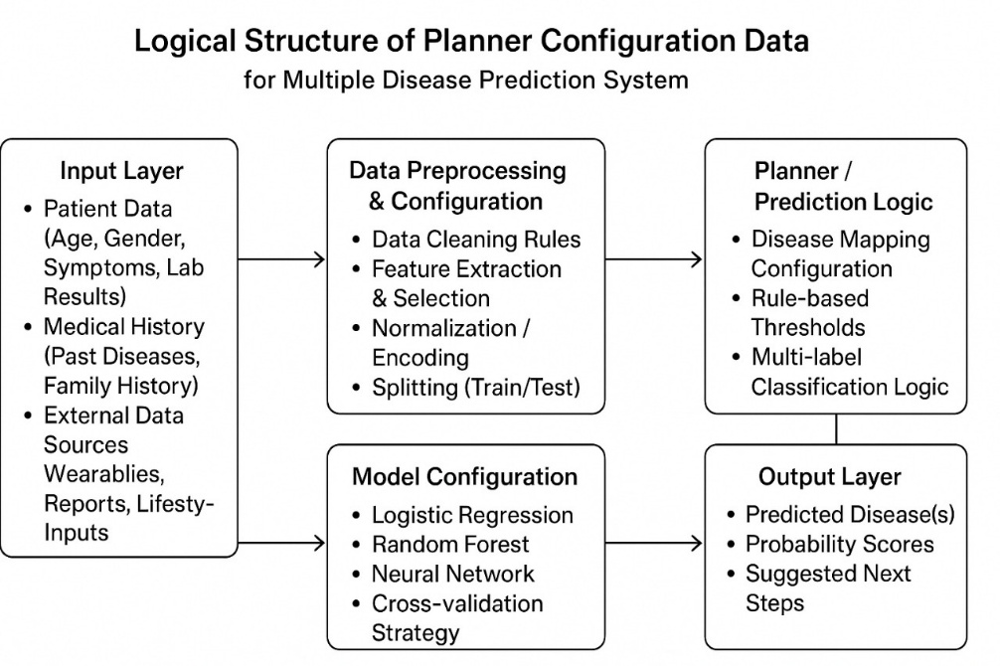 Logical Structure of Planner Configuration Data
for Multiple Disease Prediction System
Input Layer
• Patient Data
(Age, Gender,
Symptoms, Lab
Results)
• Medical History
(Past Diseases,
Family History)
• External Data
Sources
Wearablies,
Reports, Lifesty-
Inputs
Data Preprocessing
& Configuration
• Data Cleaning Rules
• Feature Extraction
& Selection
• Normalization /
Encoding
• Splitting (Train/Test)
Planner /
Prediction Logic
• Disease Mapping
Configuration
• Rule-based
Thresholds
• Multi-label
Classification Logic
Model Configuration
• Logistic Regression
• Random Forest
• Neural Network
• Cross-validation
Strategy
Output Layer
• Predicted Disease(s)
• Probability Scores
• Suggested Next
Steps